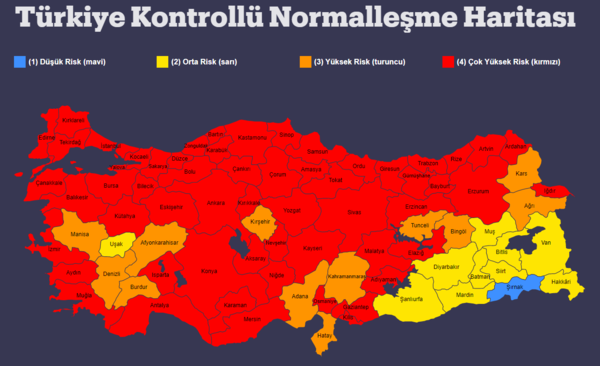 Türkiye Kontrollü Normalleşme Haritası
(1) Düşük Risk (mavi)
(2) Orta Risk (sarı)
(3) Yüksek Risk (turuncu)
(4) Çok Yüksek Risk (kırmızı)
Kırklareli
Edirne
Tekirdağ
İstanbul
Kocaeli
Yalova
Sakarya
Düzce
Zonguldak
Bartın
Karabük
Kastamonu
Sinop
Samsun
Ordu
Giresun
Trabzon
Rize
Artvin
Ardahan
Çanakkale
Balıkesir
Bursa
Bilecik
Bolu
Çankırı
Çorum
Amasya
Tokat
Gümüşhane
Bayburt
Erzurum
Kars
Iğdır
Ağrı
Kütahya
Eskişehir
Ankara
Kırıkkale
Yozgat
Sivas
Erzincan
Tunceli
Bingöl
Muş
Manisa
Uşak
Afyonkarahisar
Kırşehir
Nevşehir
Kayseri
Malatya
Elazığ
Bitlis
Van
İzmir
Aydın
Denizli
Isparta
Burdur
Konya
Aksaray
Niğde
Kahramanmaraş
Adıyaman
Diyarbakır
Batman
Siirt
Hakkâri
Muğla
Antalya
Karaman
Mersin
Adana
Osmaniye
Gaziantep
Kilis
Hatay
Şanlıurfa
Mardin
Şırnak